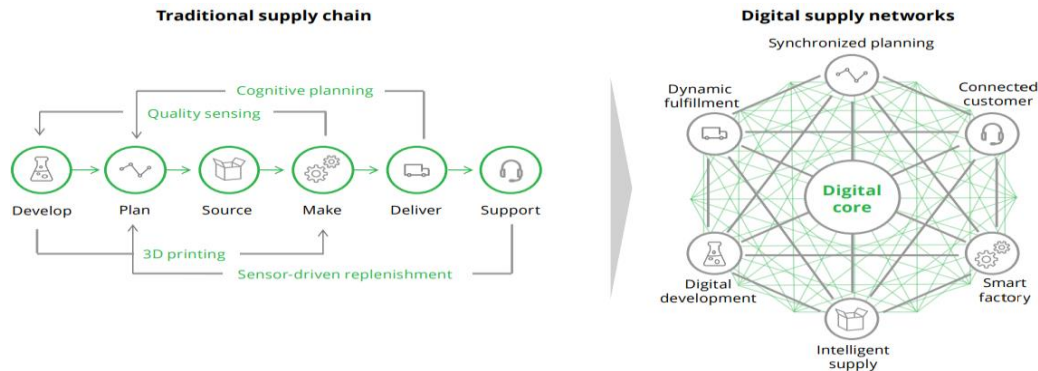 Traditional supply chain
Cognitive planning
Quality sensing
Develop
Plan
Source
Make
Deliver
Support
3D printing
Sensor-driven replenishment
Digital supply networks
Synchronized planning
Dynamic
fulfillment
Connected
customer
Digital
core
Digital
development
Smart
factory
Intelligent
supply